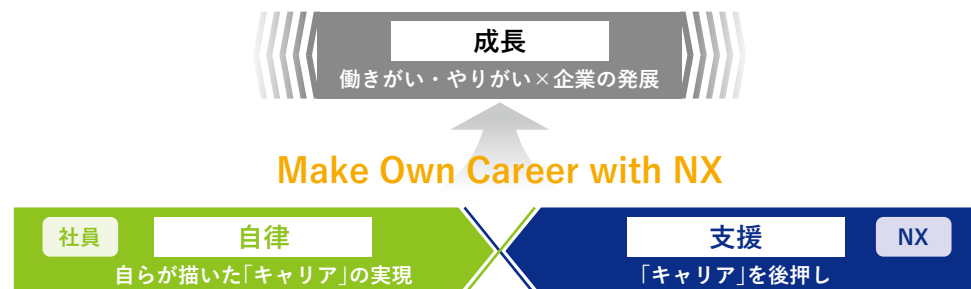 成長
働きがい・やりがい×企業の発展
Make Own Career with NX
社員
自律
自らが描いた「キャリア」の実現
支援
NX
「キャリア」を後押し